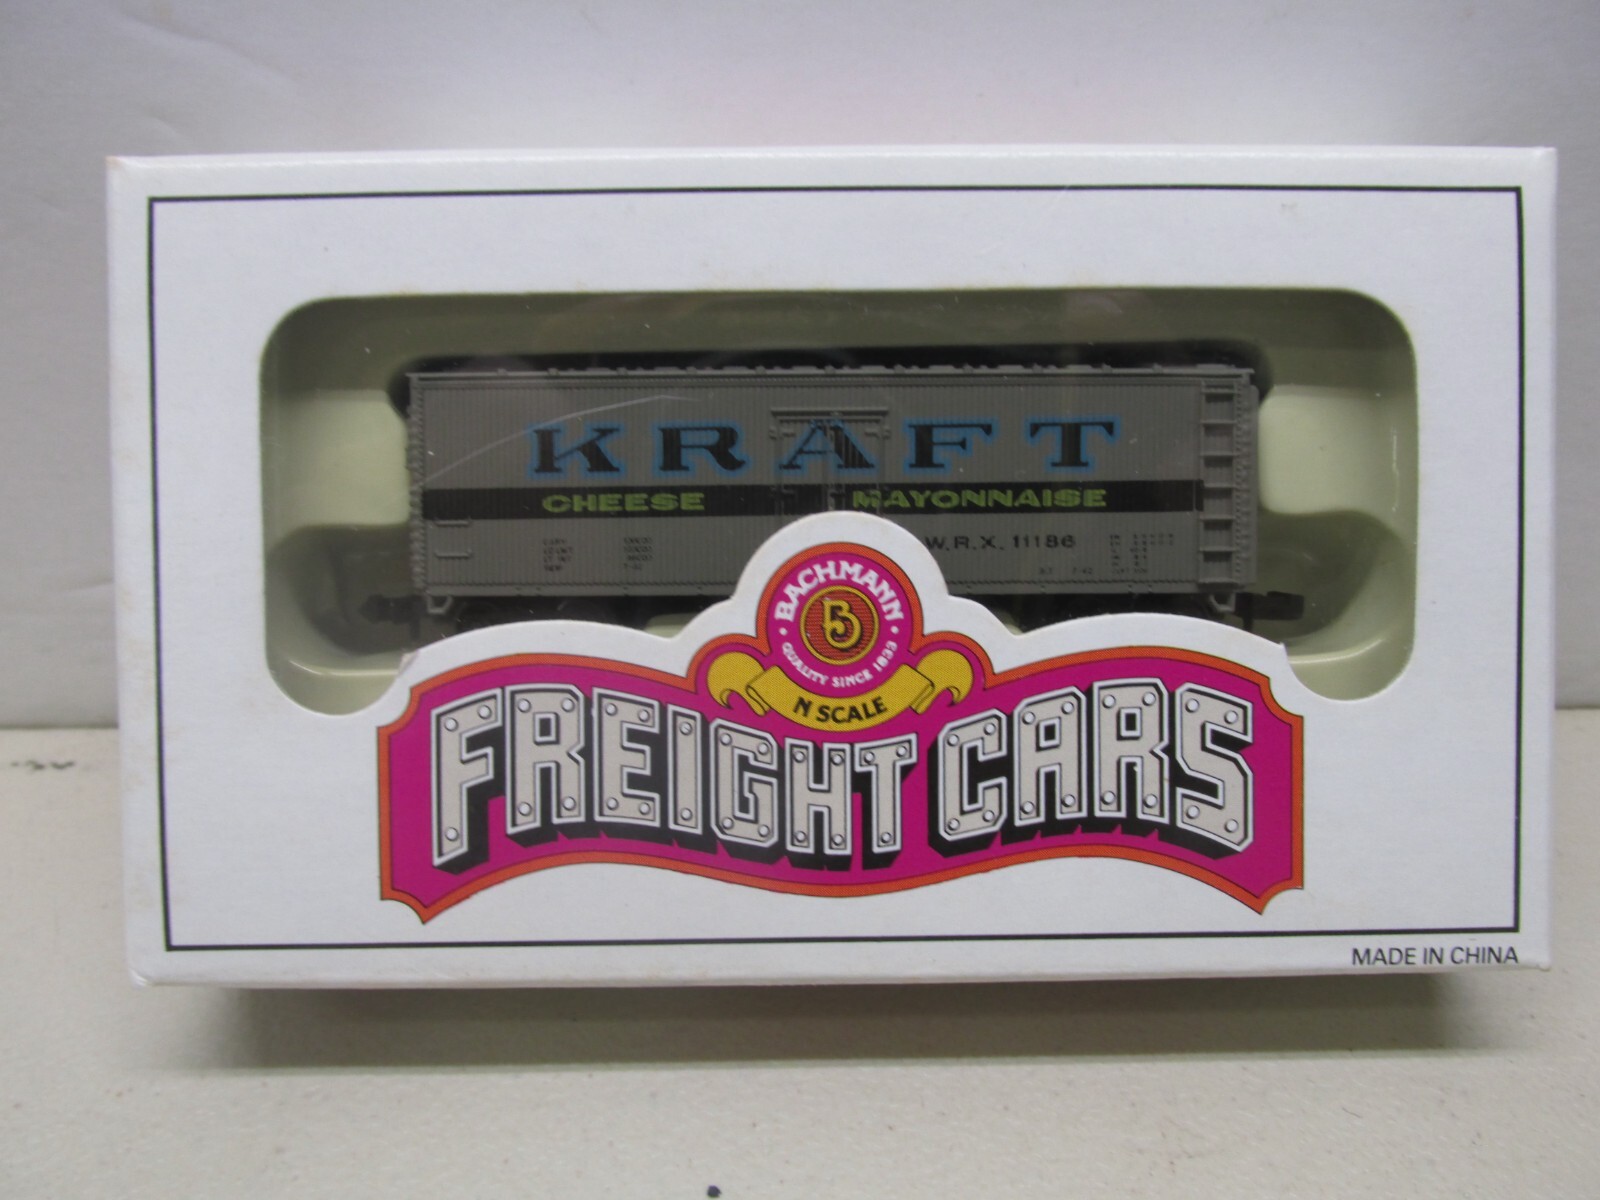 KRAFT
CHEESE MAYONNAISE
W.R.X. 11186
BACHMANN
QUALITY SINCE 1833
B
N SCALE
FREIGHT CARS
MADE IN CHINA